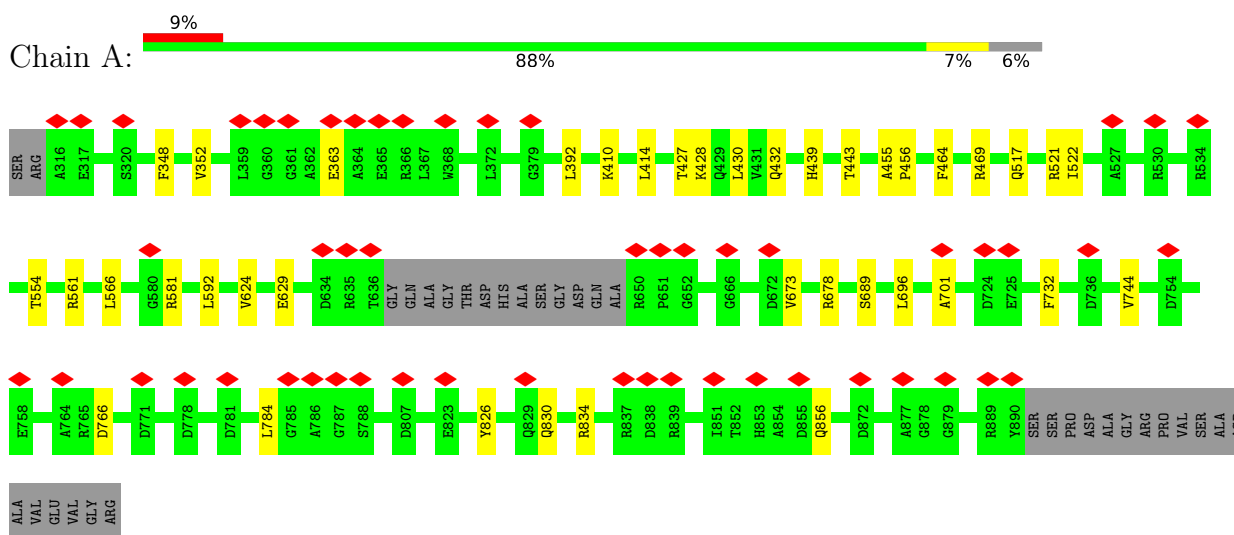 9%
Chain A:
88% 7% 6%
SER ARG A316 E317 S320 F348 V352 L359 G360 G361 A362 E363 A364 E365 R366 L367 W368 L372 G379 L392 K410 L414 T427 K428 Q429 L430 V431 Q432 H439 T443 A455 P456 F464 R469 Q517 R521 I522 A527 R530 R534
T554 R561 L566 G580 R581 L592 V624 E629 D634 R635 T636 GLY GLN ALA GLY THR ASP HIS ALA SER GLY ASP GLN ALA R650 P651 G652 G666 D672 V673 R678 S689 L696 A701 D724 E725 F732 D736 V744 D754
E758 A764 R765 D766 D771 D778 D781 L784 G785 A786 G787 S788 D807 E823 Y826 Q829 Q830 R834 R837 D838 R839 I851 T852 H853 A854 D855 Q856 D872 A877 G878 G879 R889 Y890 SER SER PRO ASP ALA GLY ARG PRO VAL SER ALA
ALA VAL GLU VAL GLY ARG